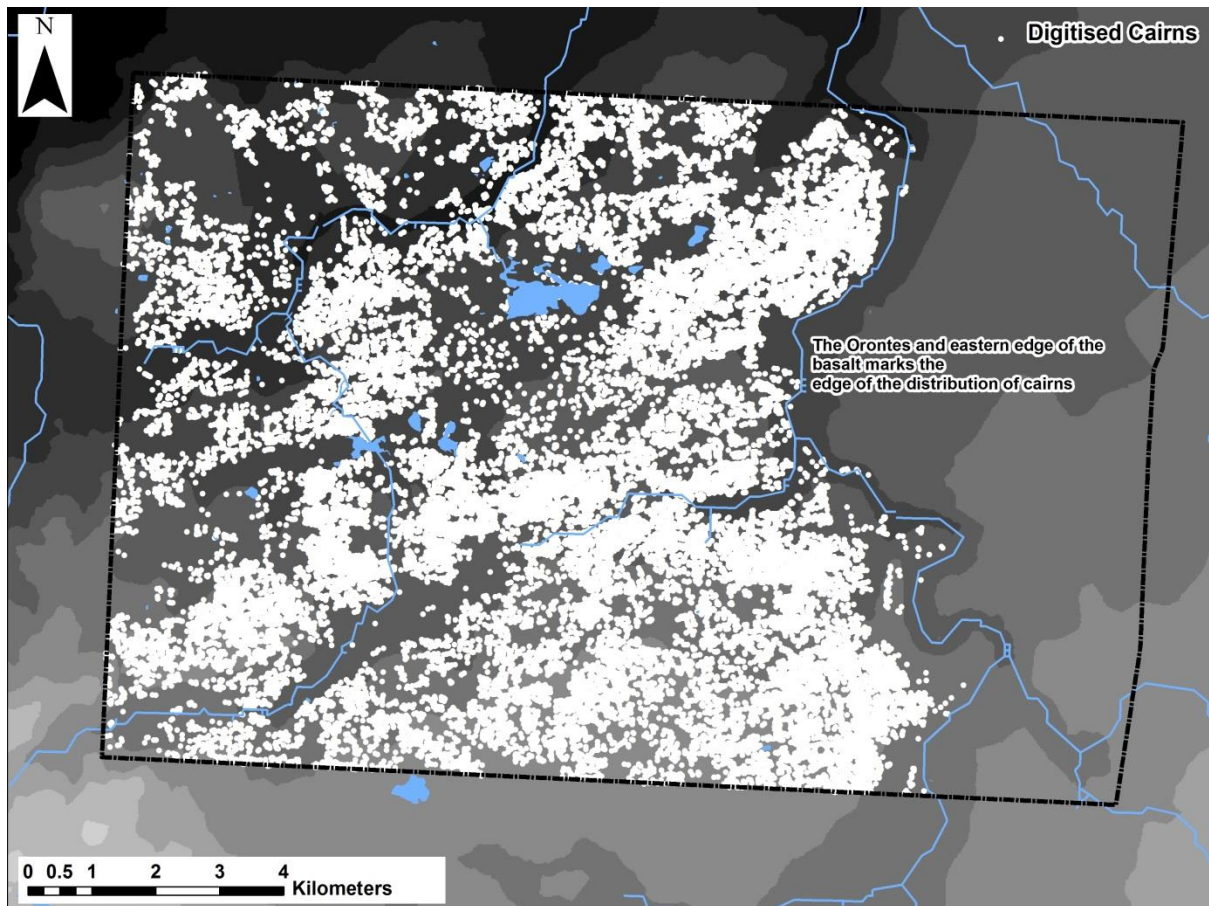 N
Digitised Cairns
The Orontes and eastern edge of the
basalt marks the
edge of the distribution of cairns
0 0.5 1 2 3 4
Kilometers